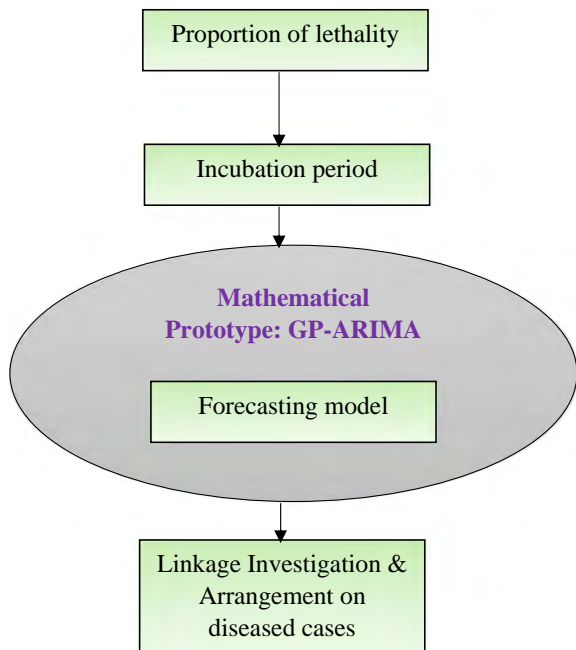 Proportion of lethality
Incubation period
Mathematical
Prototype: GP-ARIMA
Forecasting model
Linkage Investigation &
Arrangement on
diseased cases